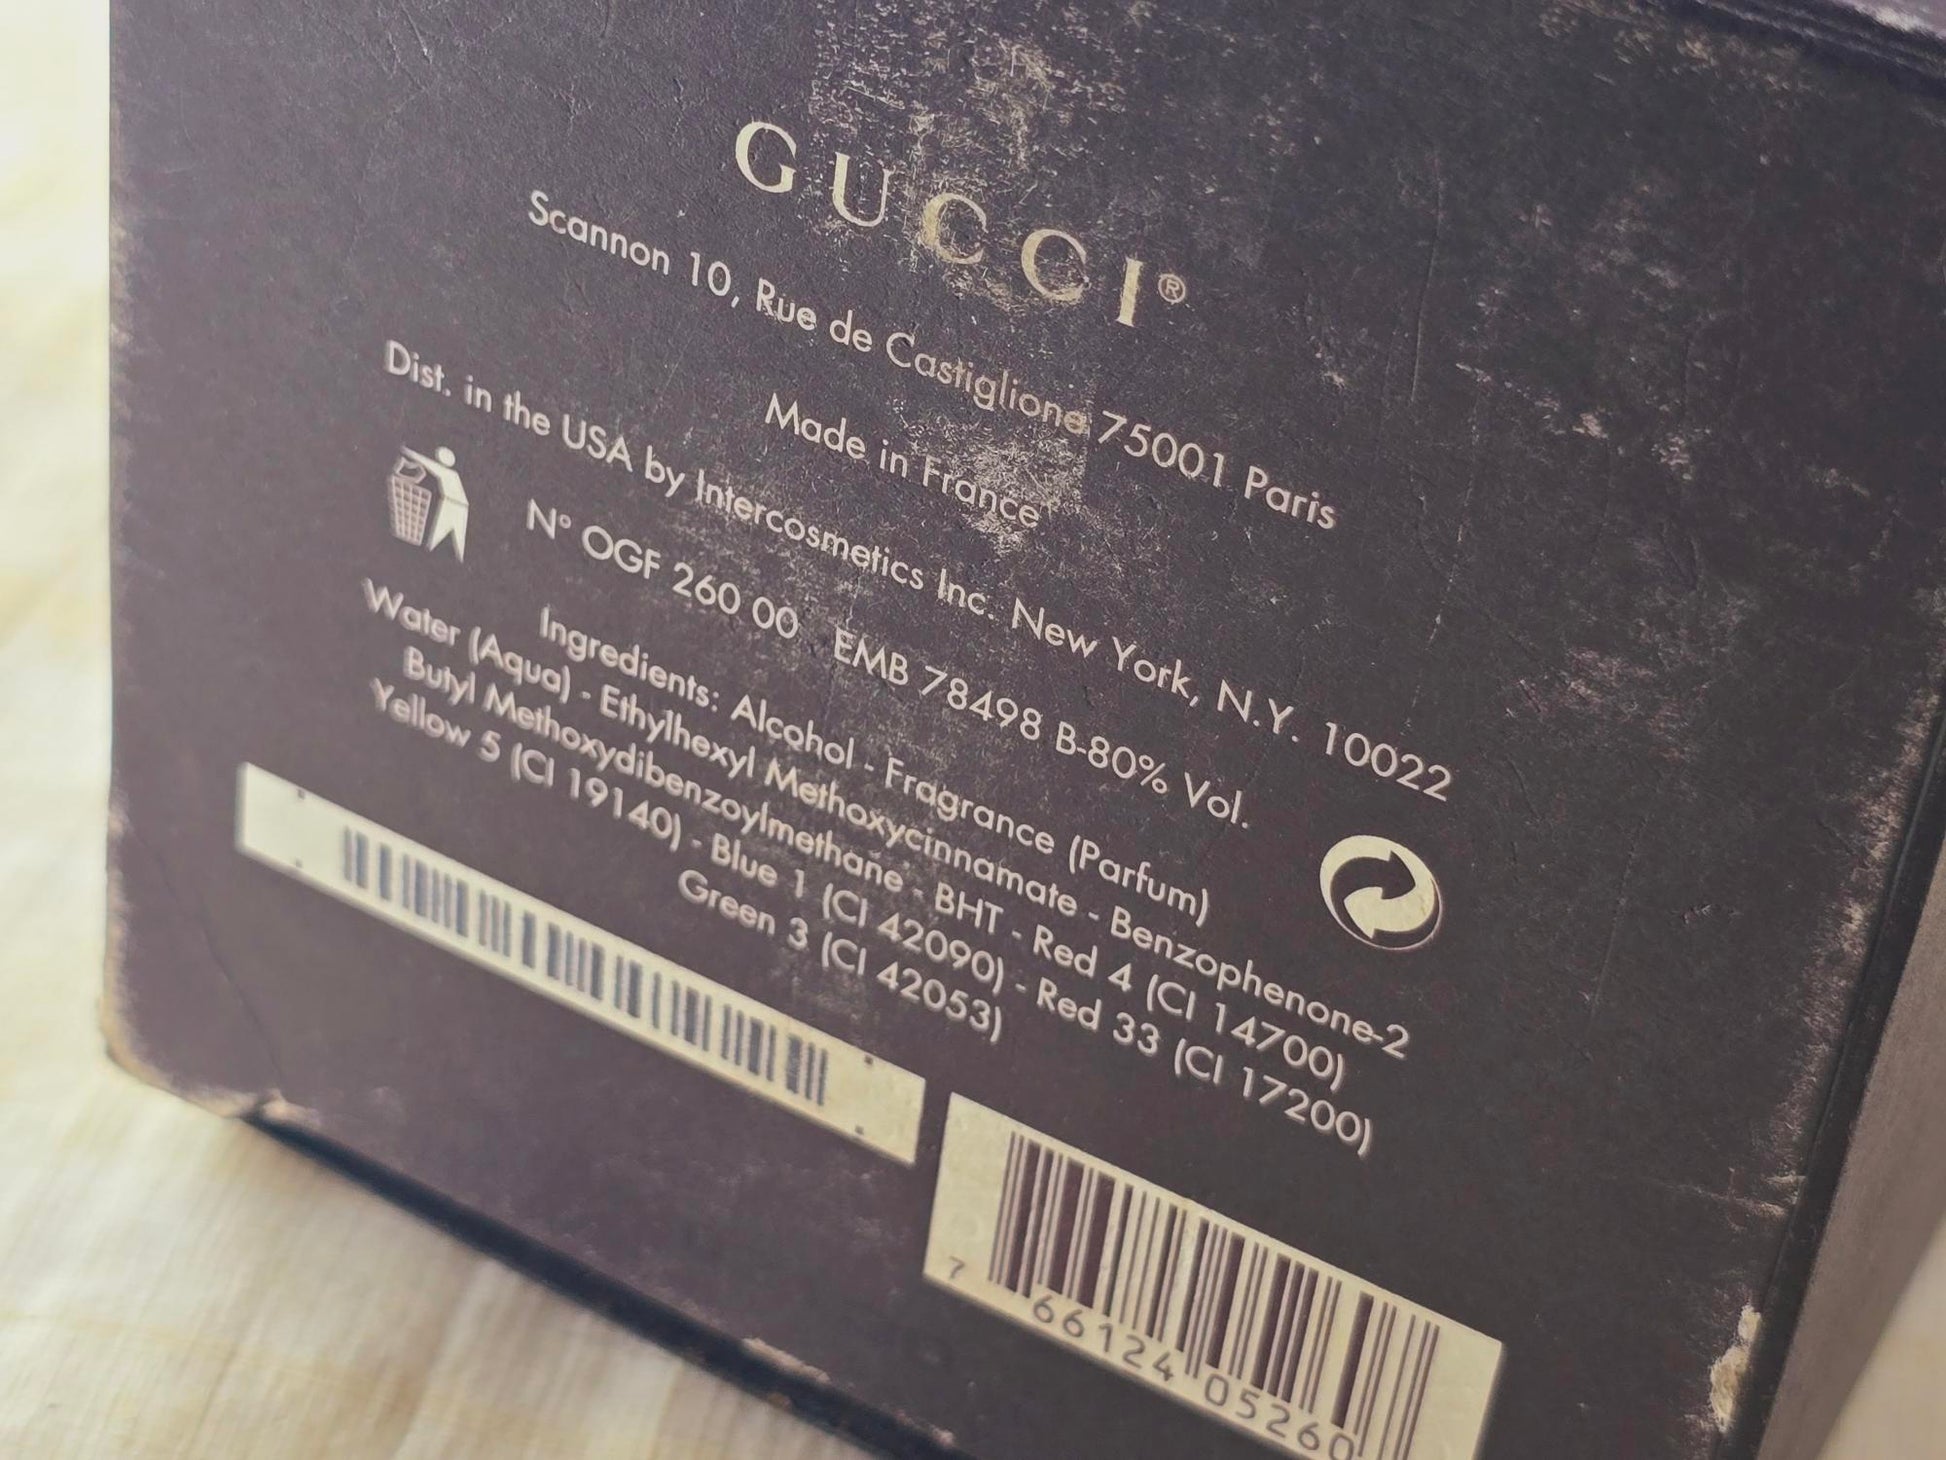 GUCCI®
Scannon 10, Rue de Castiglione 75001 Paris
Made in France
Dist. in the USA by Intercosmetics Inc. New York, N.Y. 10022
N° OGF 260 00 EMB 78498 B-80% Vol.
Ingredients: Alcohol - Fragrance (Parfum)
Water (Aqua) - Ethylhexyl Methoxycinnamate - Benzophenone-2
Butyl Methoxydibenzoylmethane - BHT - Red 4 (CI 14700)
Yellow 5 (CI 19140) - Blue 1 (CI 42090) - Red 33 (CI 17200)
Green 3 (CI 42053)
7 66124 05260